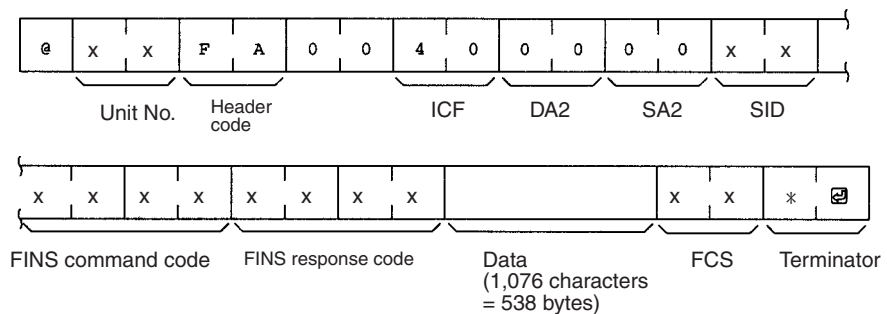 @ x x F A 0 0 4 0 0 0 0 0 x x
Unit No. Header code ICF DA2 SA2 SID
x x x x x x x x x x * ↵
FINS command code FINS response code Data FCS Terminator
(1,076 characters
= 538 bytes)